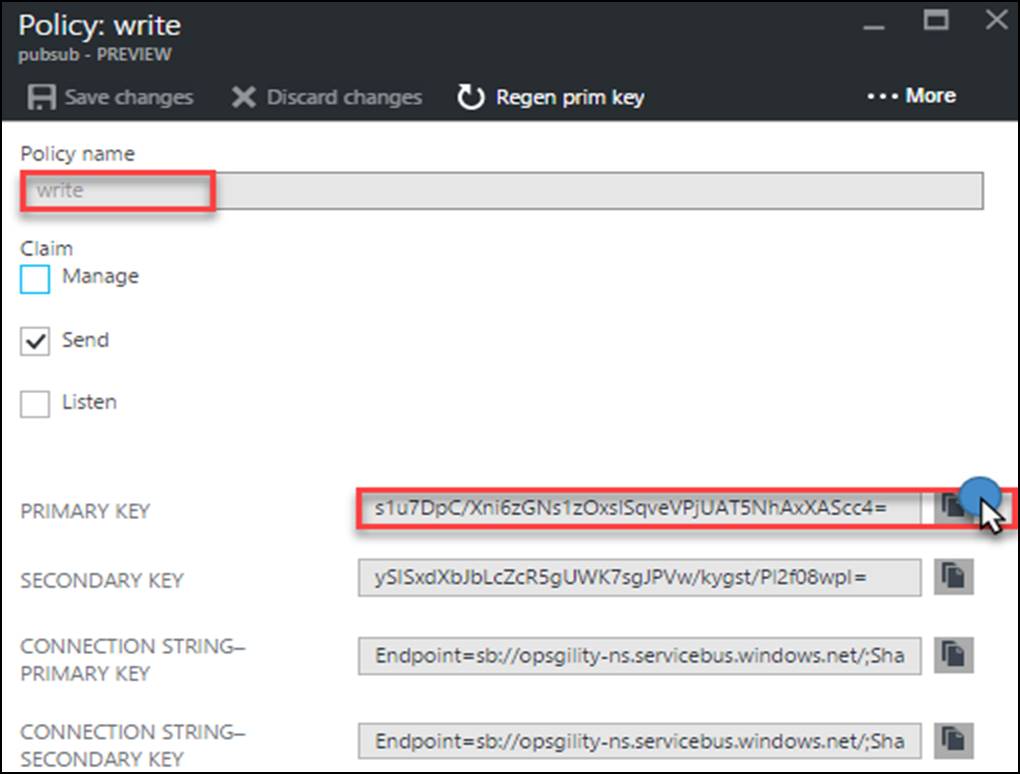 Policy: write
pubsub - PREVIEW
Save changes
Discard changes
Regen prim key
More
Policy name
write
Claim
Manage
Send
Listen
PRIMARY KEY
s1u7DpC/Xni6zGNs1zOxsISqveVPjUAT5NhAxXAScc4=
SECONDARY KEY
ySISxdXbJbLcZcR5gUWK7sgJPVw/kygst/PI2f08wpI=
CONNECTION STRING–
PRIMARY KEY
Endpoint=sb://opsgility-ns.servicebus.windows.net/;Sha
CONNECTION STRING–
SECONDARY KEY
Endpoint=sb://opsgility-ns.servicebus.windows.net/;Sha